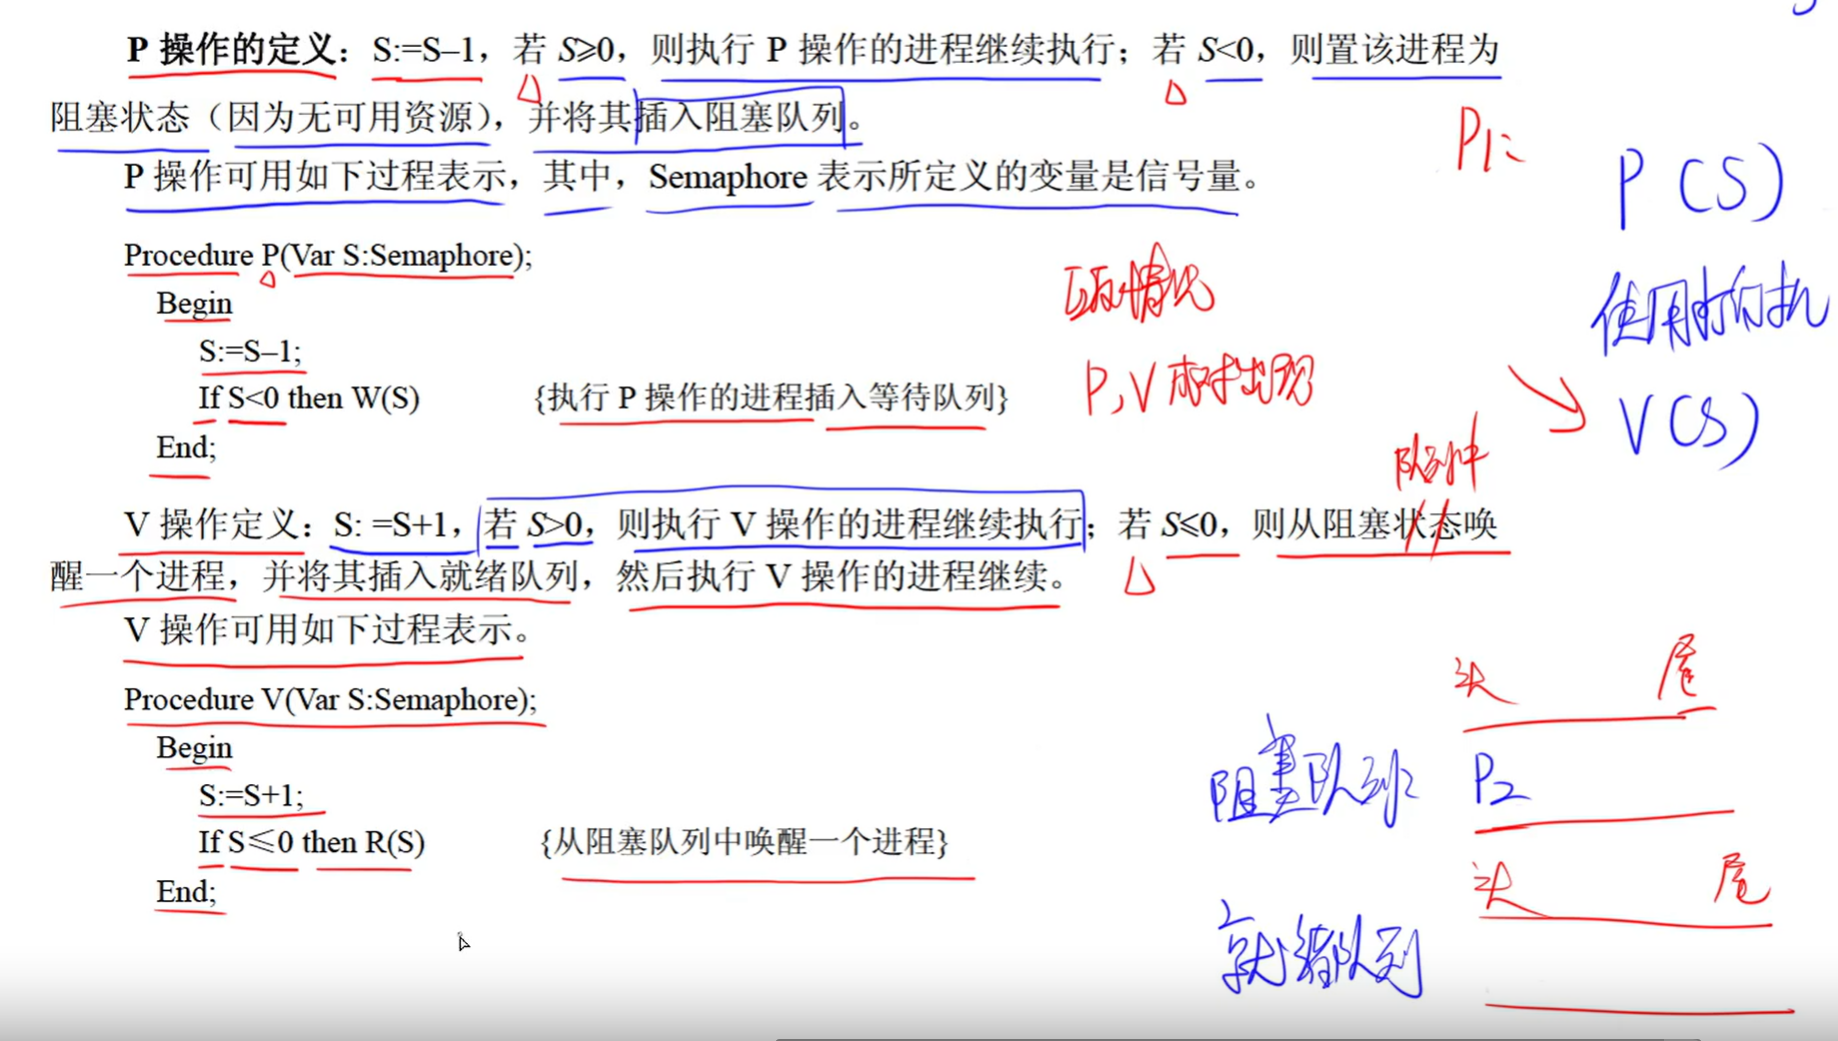 P 操作的定义：S:=S–1，若 S⩾0，则执行 P 操作的进程继续执行；若 S<0，则置该进程为
阻塞状态（因为无可用资源），并将其插入阻塞队列。
P 操作可用如下过程表示，其中，Semaphore 表示所定义的变量是信号量。
Procedure P(Var S:Semaphore);
Begin
S:=S–1;
If S<0 then W(S) {执行 P 操作的进程插入等待队列}
End;
V 操作定义：S: =S+1，若 S>0，则执行 V 操作的进程继续执行；若 S⩽0，则从阻塞状态唤
醒一个进程，并将其插入就绪队列，然后执行 V 操作的进程继续。
V 操作可用如下过程表示。
Procedure V(Var S:Semaphore);
Begin
S:=S+1;
If S⩽0 then R(S) {从阻塞队列中唤醒一个进程}
End;
P1:
P(S)
使用打印机
V(S)
互斥情况
P,V 成对出现
队列中
头 尾
阻塞队列 P2
头 尾
就绪队列